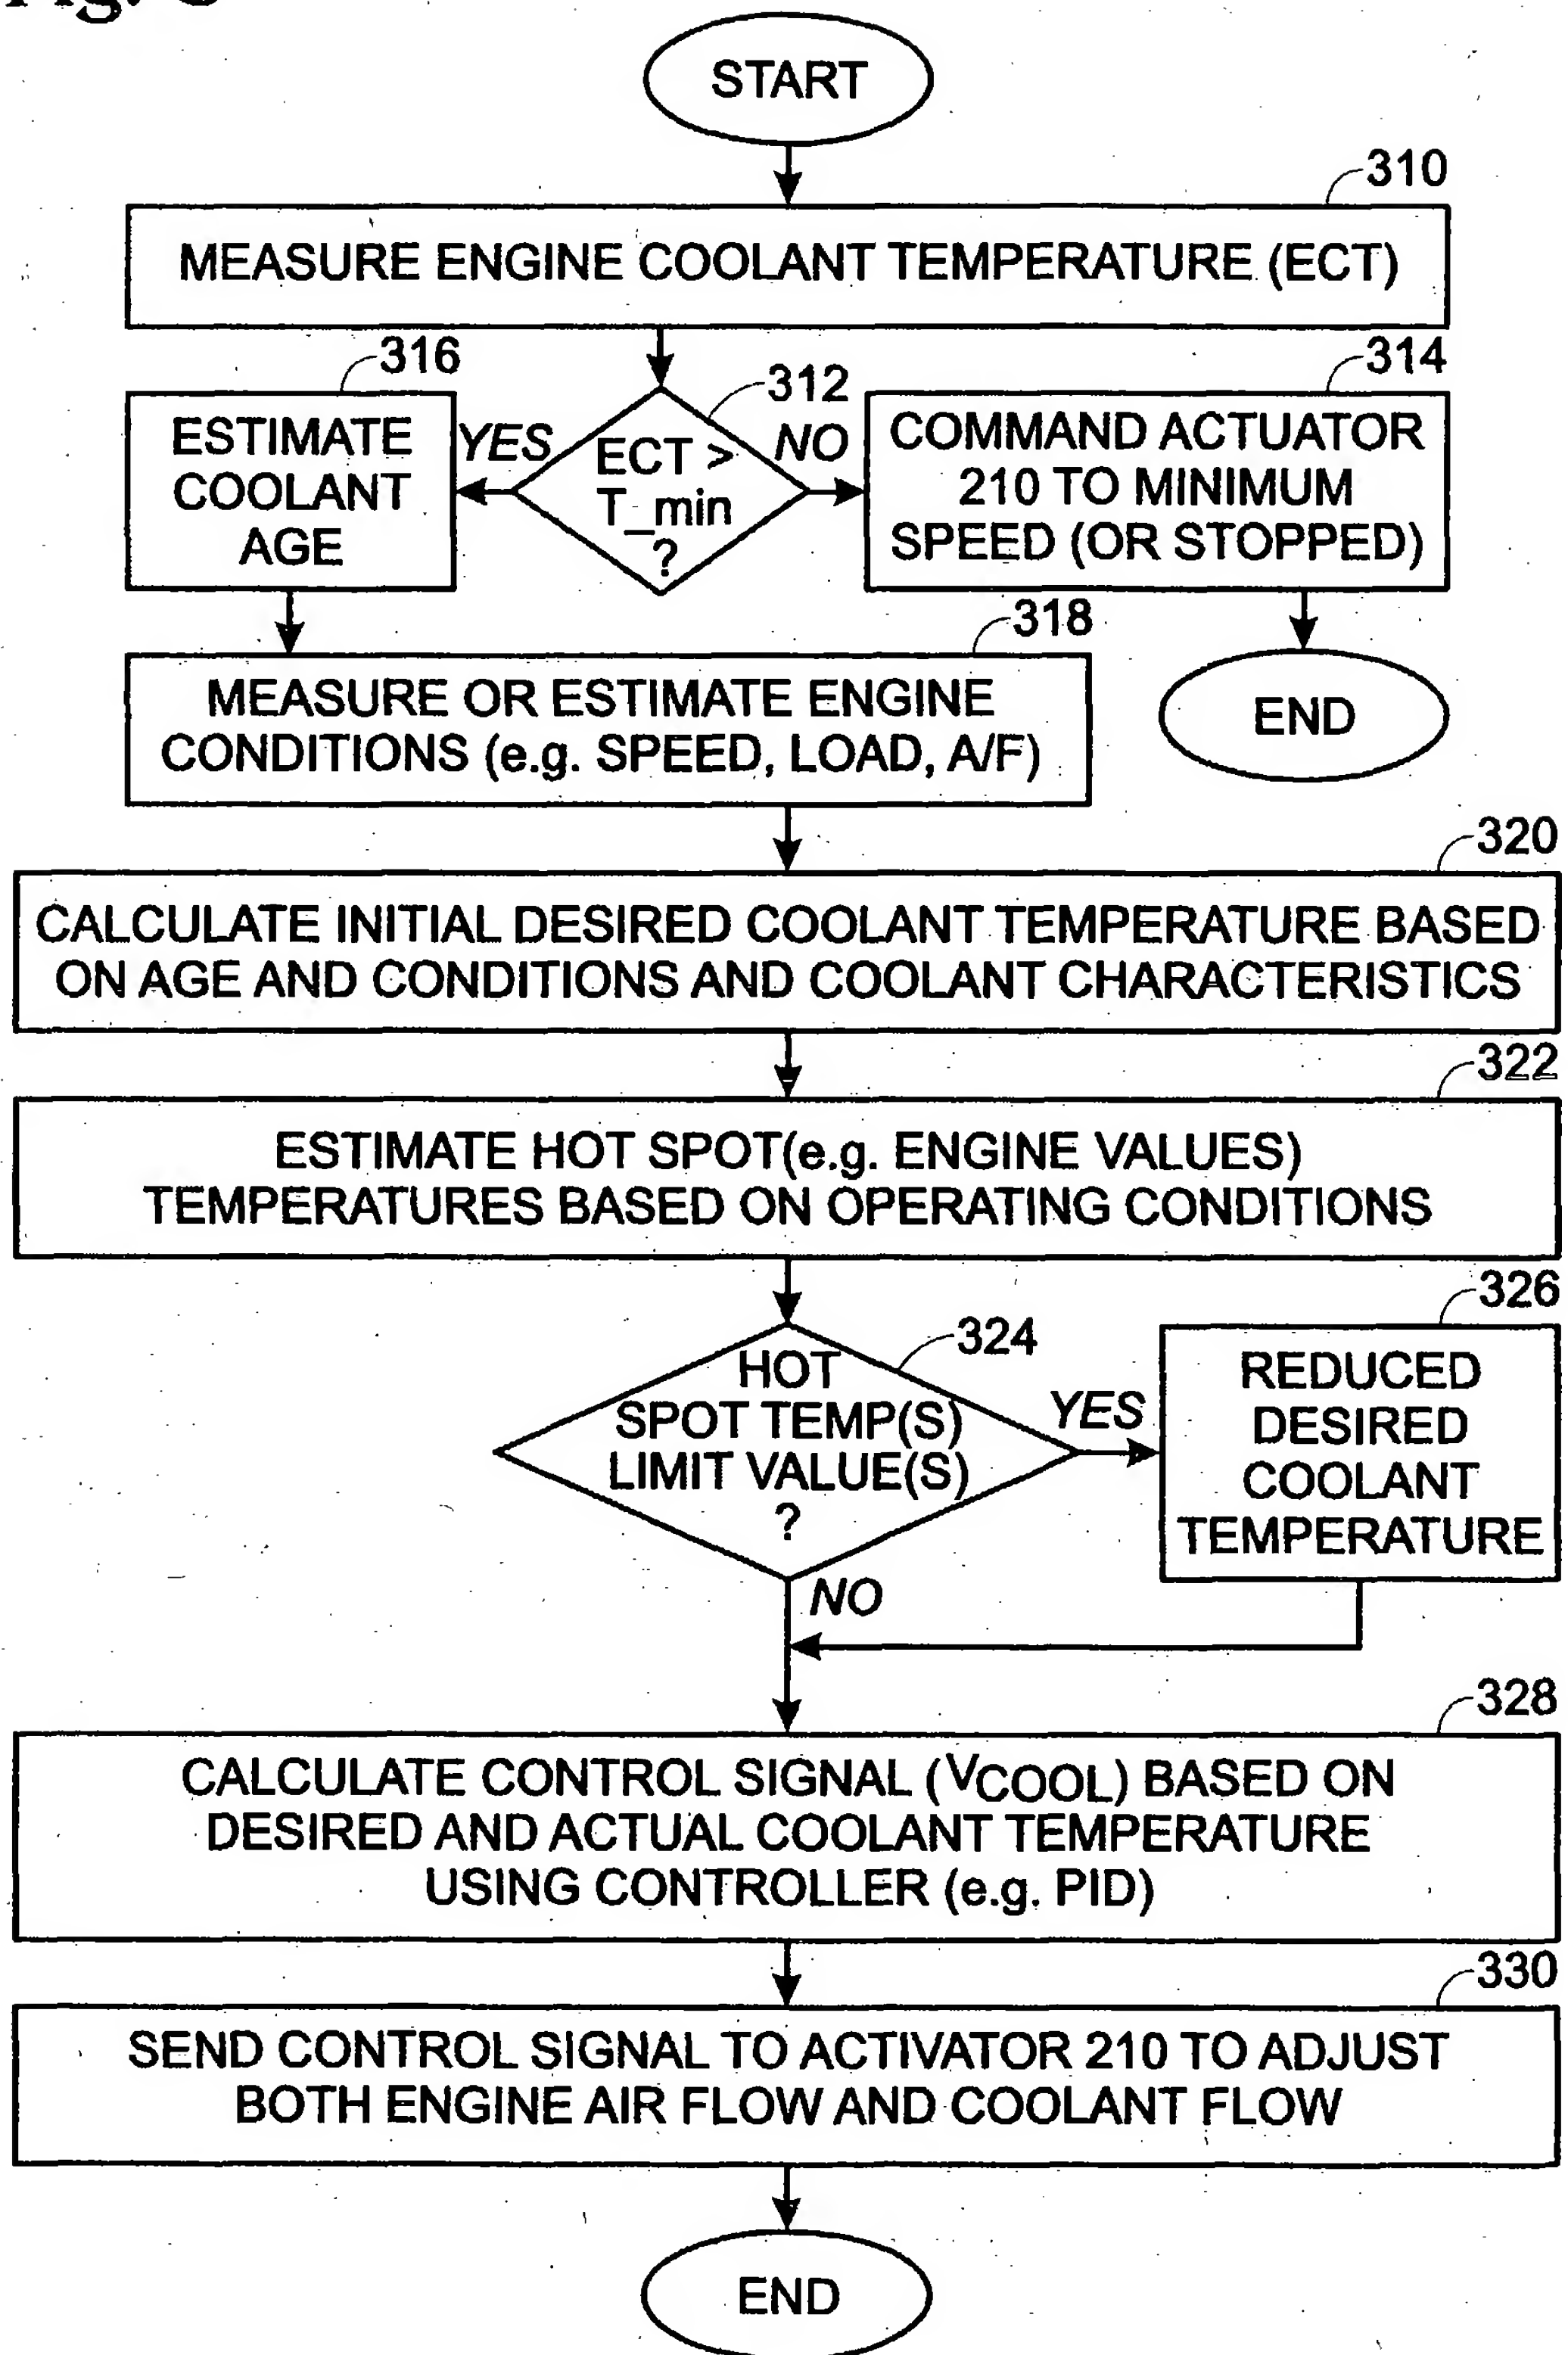 START
310
MEASURE ENGINE COOLANT TEMPERATURE (ECT)
316
312
314
ESTIMATE
COOLANT
AGE
YES
ECT >
T_min
?
NO
COMMAND ACTUATOR
210 TO MINIMUM
SPEED (OR STOPPED)
318
MEASURE OR ESTIMATE ENGINE
CONDITIONS (e.g. SPEED, LOAD, A/F)
END
320
CALCULATE INITIAL DESIRED COOLANT TEMPERATURE BASED
ON AGE AND CONDITIONS AND COOLANT CHARACTERISTICS
322
ESTIMATE HOT SPOT(e.g. ENGINE VALUES)
TEMPERATURES BASED ON OPERATING CONDITIONS
324
326
HOT
SPOT TEMP(S)
LIMIT VALUE(S)
?
YES
REDUCED
DESIRED
COOLANT
TEMPERATURE
NO
328
CALCULATE CONTROL SIGNAL (VCOOL) BASED ON
DESIRED AND ACTUAL COOLANT TEMPERATURE
USING CONTROLLER (e.g. PID)
330
SEND CONTROL SIGNAL TO ACTIVATOR 210 TO ADJUST
BOTH ENGINE AIR FLOW AND COOLANT FLOW
END